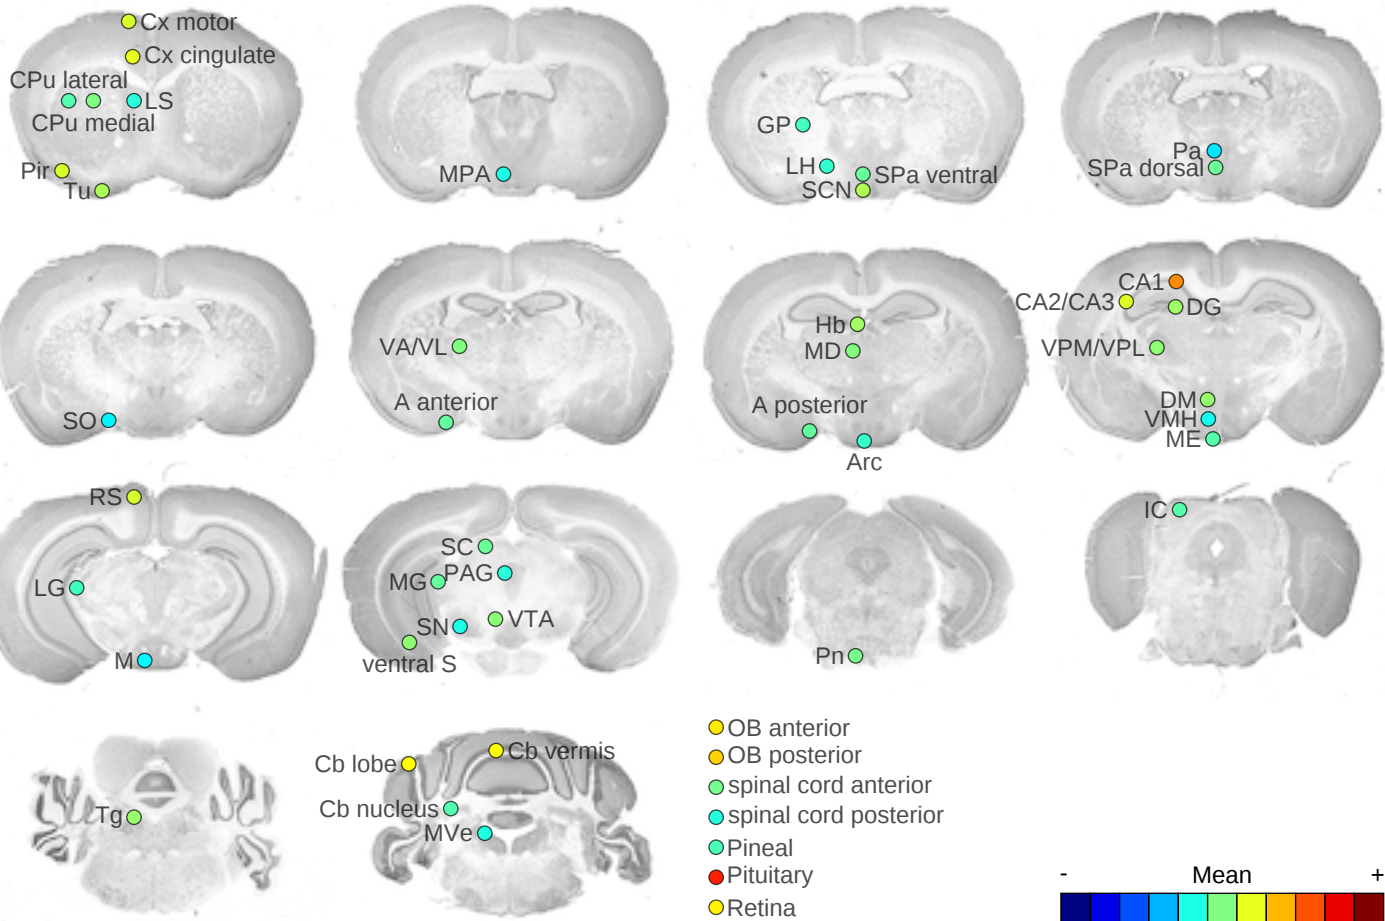 Cx motor
Cx cingulate
CPu lateral
LS
CPu medial
Pir
Tu
MPA
GP
LH
SPa ventral
SCN
Pa
SPa dorsal
SO
VA/VL
A anterior
Hb
MD
A posterior
Arc
CA1
CA2/CA3
DG
VPM/VPL
DM
VMH
ME
RS
LG
M
SC
MG
PAG
SN
VTA
ventral S
Pn
IC
Tg
Cb lobe
Cb vermis
Cb nucleus
MVe
OB anterior
OB posterior
spinal cord anterior
spinal cord posterior
Pineal
Pituitary
Retina
- Mean +